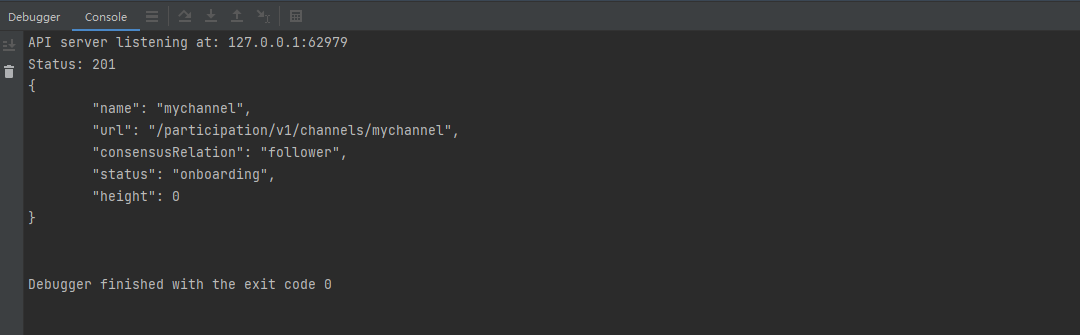 Debugger Console
API server listening at: 127.0.0.1:62979
Status: 201
{
        "name": "mychannel",
        "url": "/participation/v1/channels/mychannel",
        "consensusRelation": "follower",
        "status": "onboarding",
        "height": 0
}
Debugger finished with the exit code 0